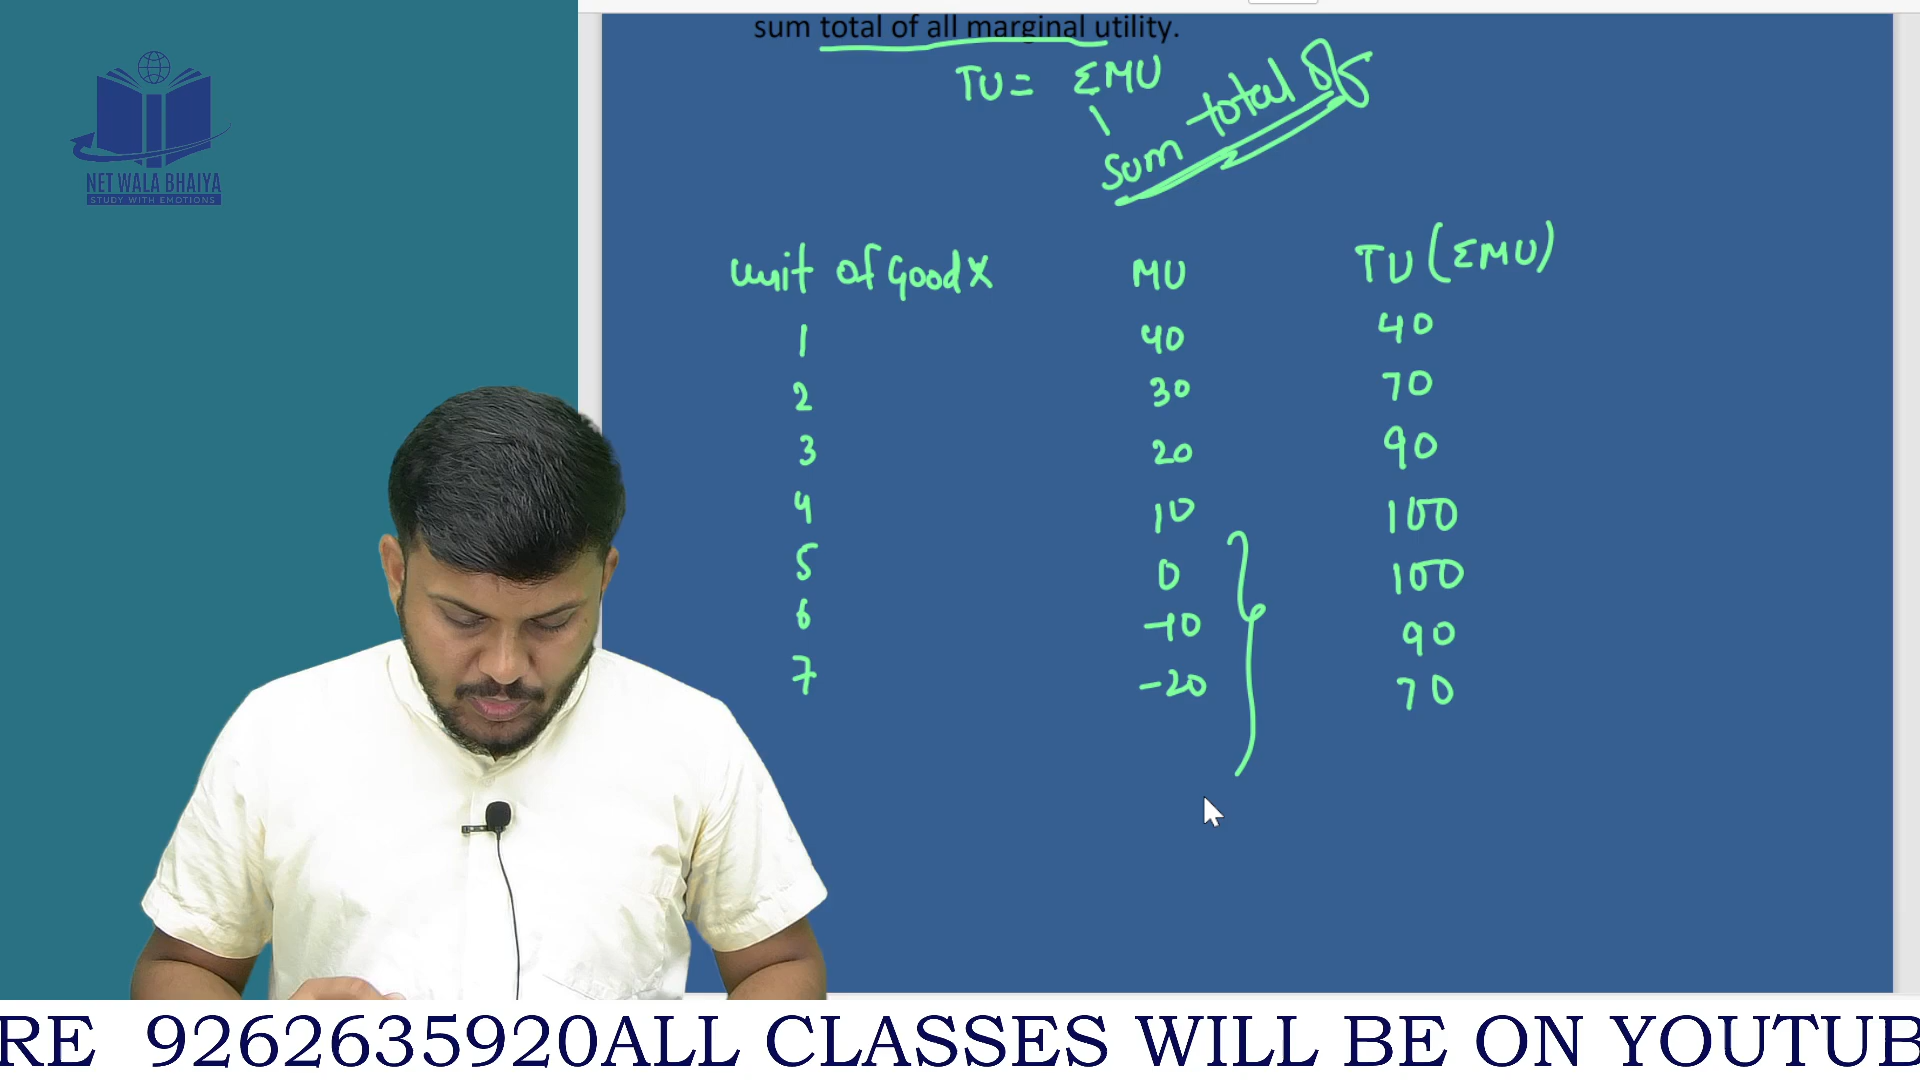 sum total of all marginal utility.
TU = ΣMU
sum total of
NET WALA BHAIYA
STUDY WITH EMOTIONS
Unit of Good X MU TU (ΣMU)
1 40 40
2 30 70
3 20 90
4 10 100
5 0 100
6 -10 90
7 -20 70
RE 9262635920ALL CLASSES WILL BE ON YOUTUB